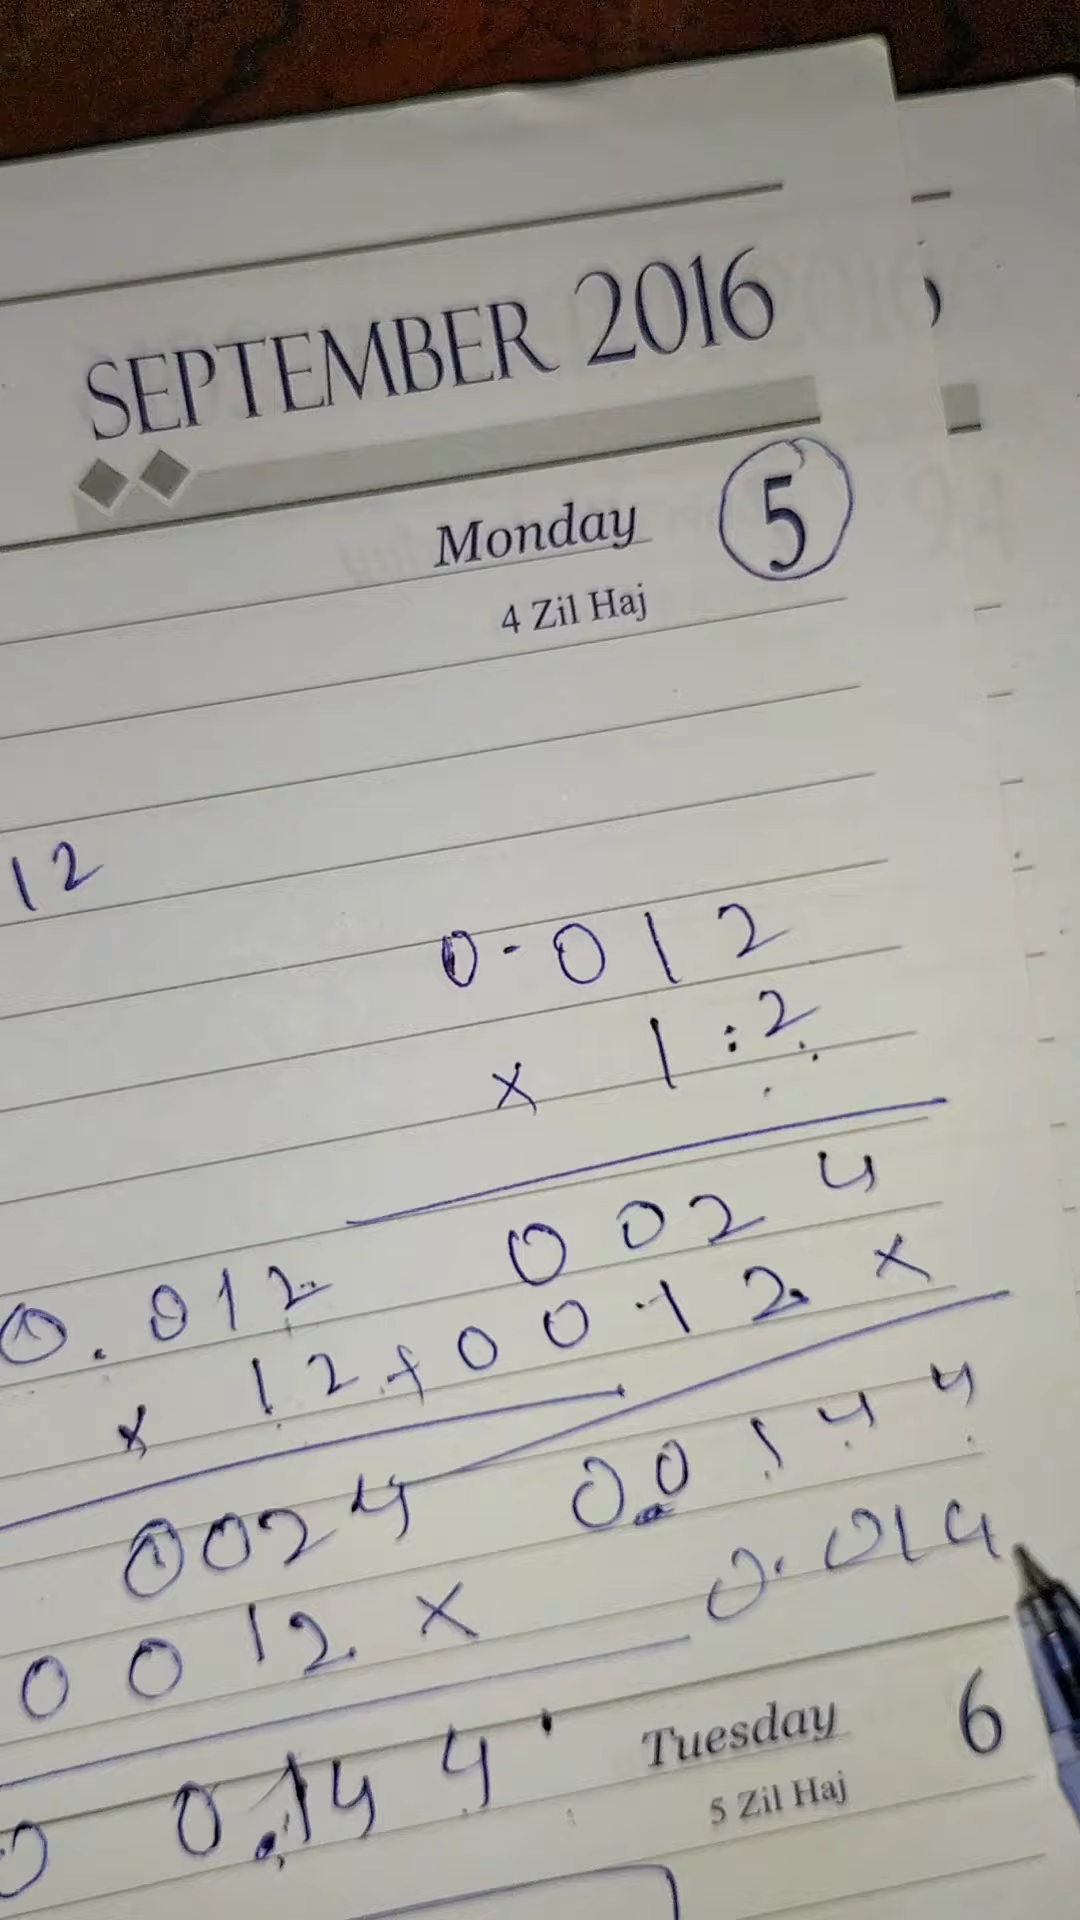 SEPTEMBER 2016
Monday 5
4 Zil Haj
12
0.012
× 1.2
0024
0012×
0.0144
0.014
0.012
× 12
0024
0012×
0 0.144
Tuesday 6
5 Zil Haj